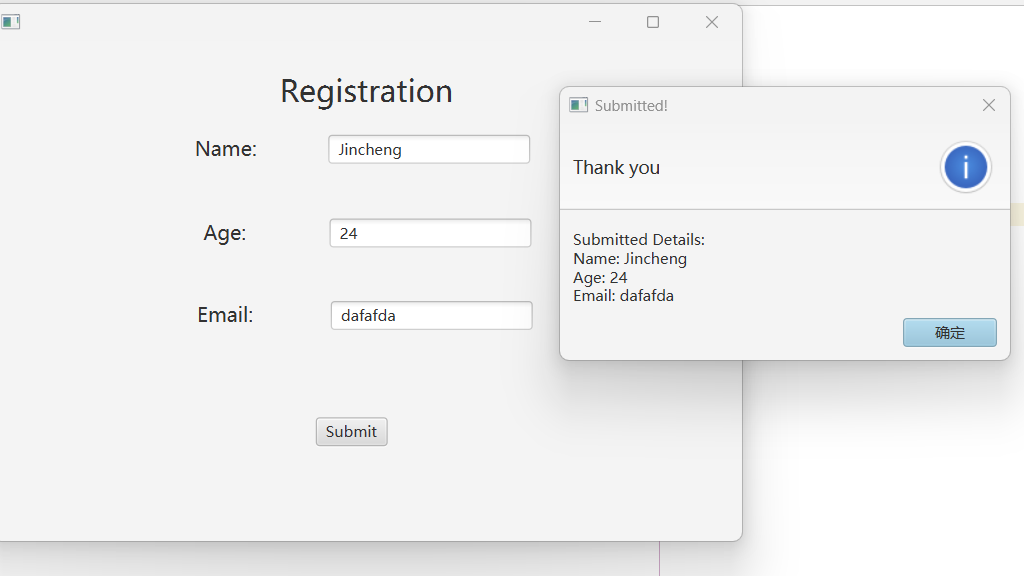 Registration
Name:
Jincheng
Age:
24
Email:
dafafda
Submit
Submitted!
Thank you
Submitted Details:
Name: Jincheng
Age: 24
Email: dafafda
确定